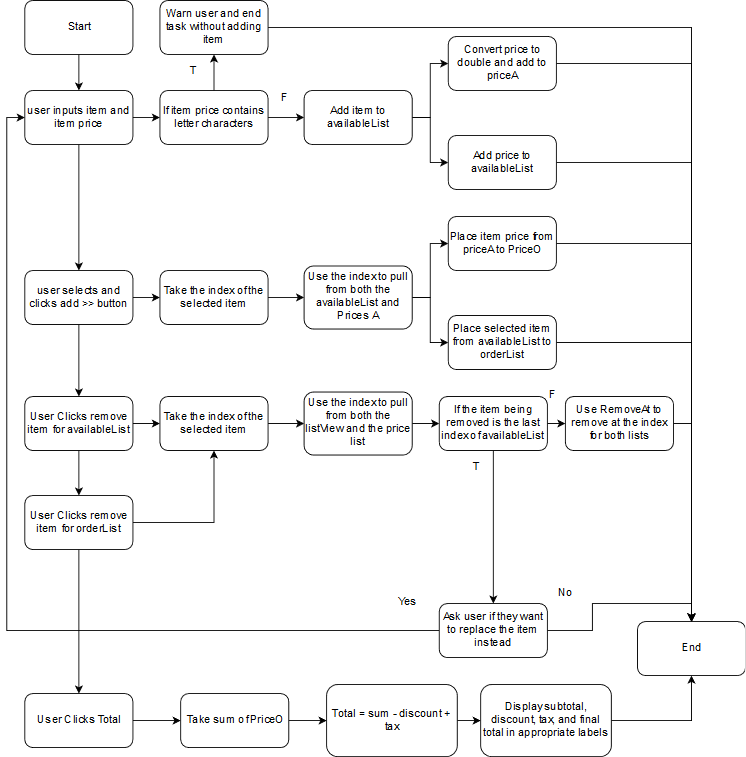 Start
Warn user and end
task without adding
item
Convert price to
double and add to
priceA
T
F
user inputs item and
item price
If item price contains
letter characters
Add item to
availableList
Add price to
availableList
Place item price from
priceA to PriceO
user selects and
clicks add >> button
Take the index of the
selected item
Use the index to pull
from both the
availableList and
Prices A
Place selected item
from availableList to
orderList
User Clicks remove
item for availableList
Take the index of the
selected item
Use the index to pull
from both the
listView and the price
list
If the item being
removed is the last
index of availableList
F
Use RemoveAt to
remove at the index
for both lists
T
User Clicks remove
item for orderList
Yes
No
Ask user if they want
to replace the item
instead
End
User Clicks Total
Take sum of PriceO
Total = sum - discount +
tax
Display subtotal,
discount, tax, and final
total in appropriate labels